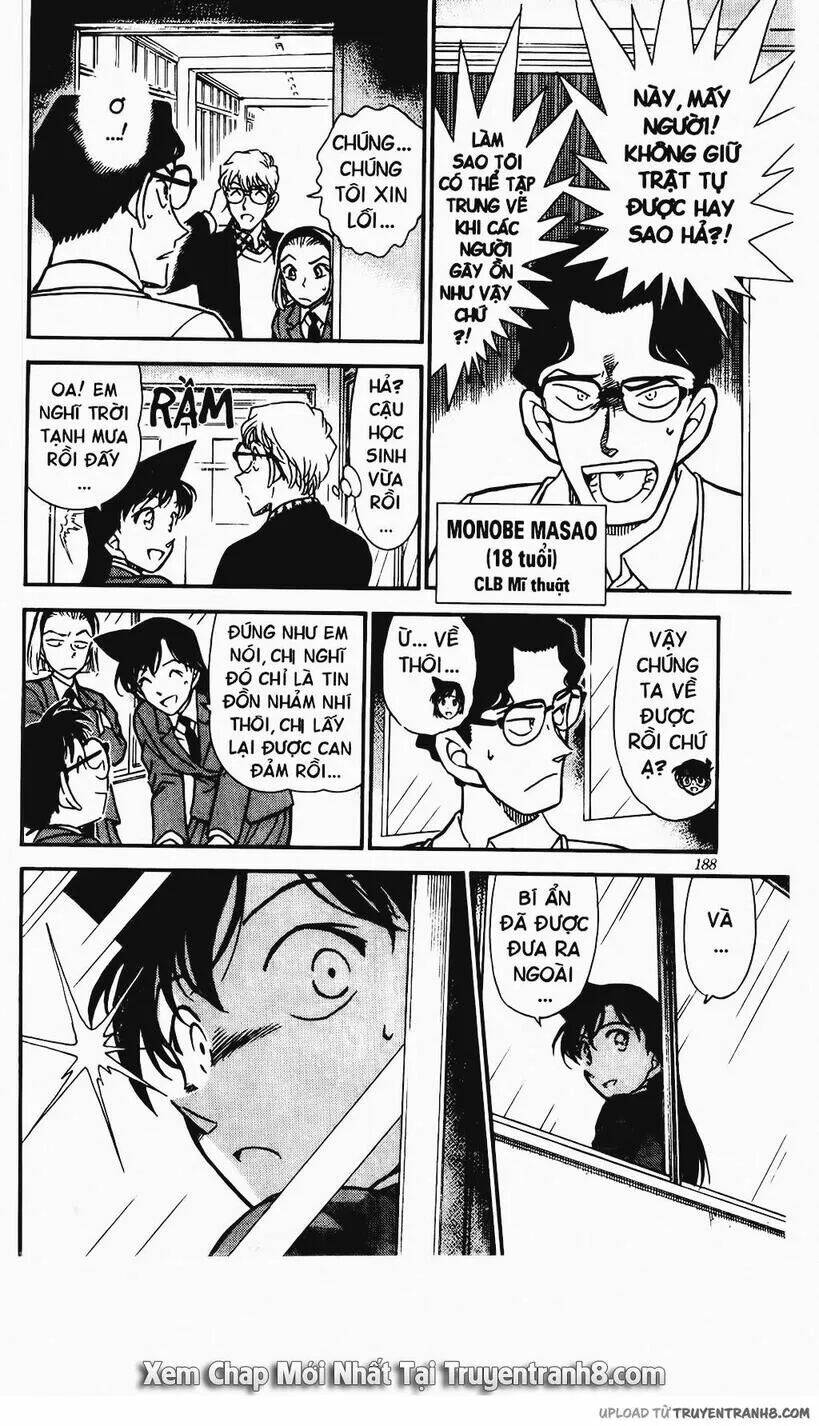 NÀY, MẤY
NGƯỜI!
KHÔNG GIỮ
TRẬT TỰ
ĐƯỢC HAY
SAO HẢ?!
LÀM
SAO TÔI
CÓ THỂ TẬP
TRUNG VẼ
KHI CÁC
NGƯỜI
GÂY ỒN
NHƯ VẬY
CHỨ
?!
MONOBE MASAO
(18 tuổi)
CLB Mĩ thuật
CHÚNG...
CHÚNG
TÔI XIN
LỐI...
Ơ
...!
HẢ?
CẬU
HỌC
SINH
VỪA
RỒI
...
RẦM
OA! EM
NGHĨ TRỜI
TẠNH MƯA
RỒI ĐẤY
...
VẬY
CHÚNG
TA VỀ
ĐƯỢC
RỒI CHỨ
Ạ?
Ừ... VỀ
THÔI...
ĐÚNG NHƯ EM
NÓI, CHỊ NGHĨ
ĐÓ CHỈ LÀ TIN
ĐỒN NHẢM NHÍ
THÔI, CHỊ LẤY
LẠI ĐƯỢC CAN
ĐẢM RỒI...
188
VÀ
...
BÍ ẨN
ĐÃ ĐƯỢC
ĐƯA RA
NGOÀI
...
Xem Chap Mới Nhất Tại Truyentranh8.com
UPLOAD TỪ TRUYENTRANH8.COM